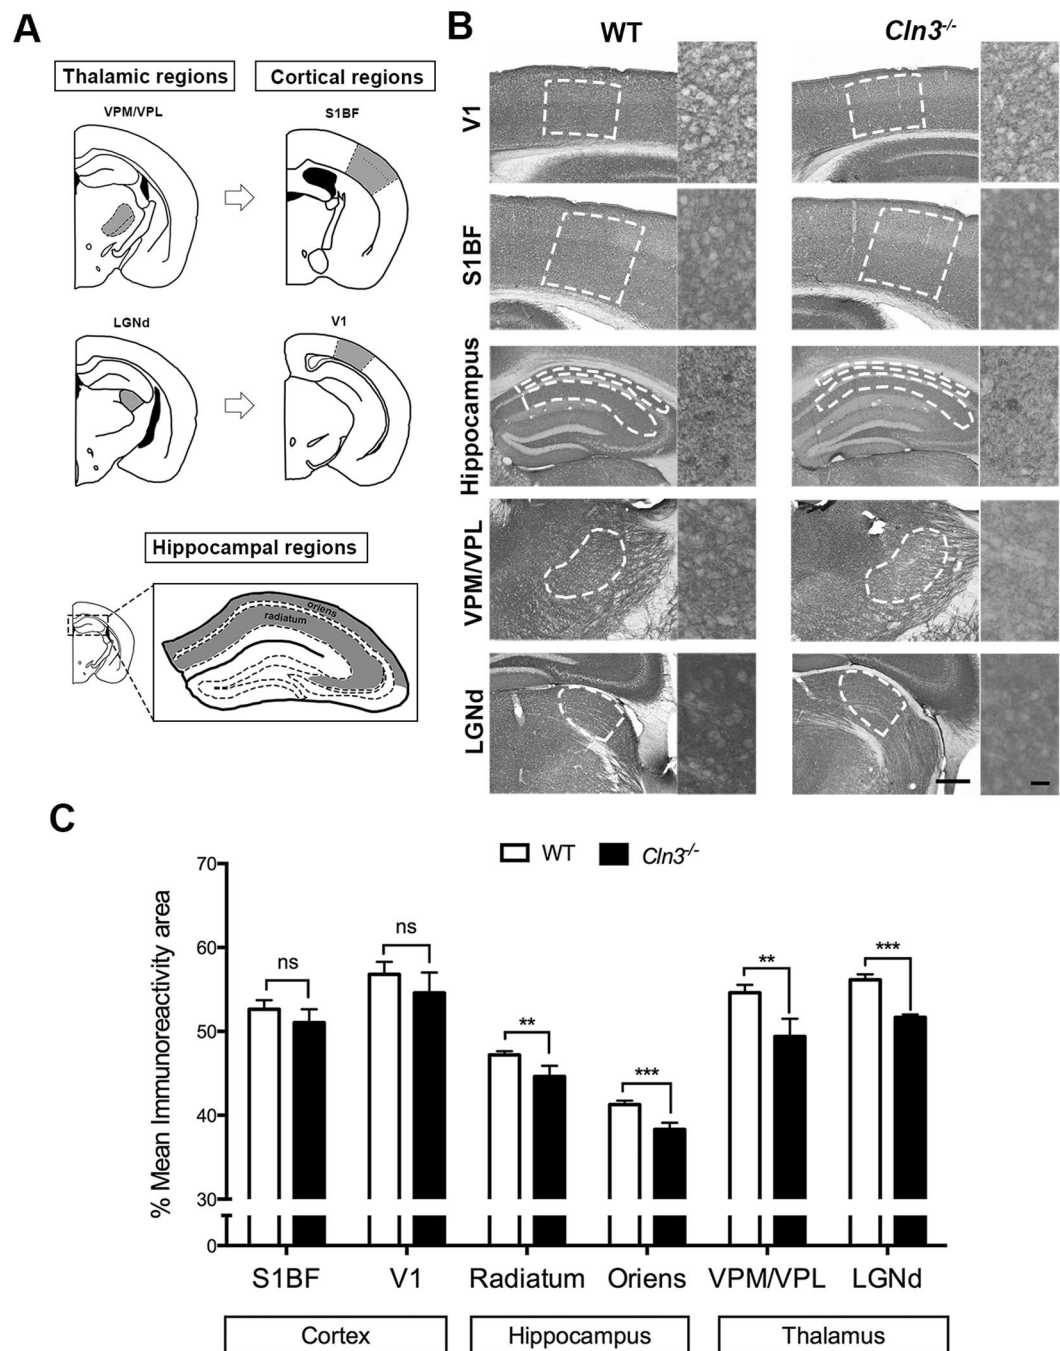 A
Thalamic regions
Cortical regions
VPM/VPL
S1BF
LGNd
V1
Hippocampal regions
oriens
radiatum
B
WT
Cln3-/-
V1
S1BF
Hippocampus
VPM/VPL
LGNd
C
WT
Cln3-/-
% Mean Immunoreactivity area
70
60
50
40
30
0
ns
ns
**
***
**
***
S1BF
V1
Radiatum
Oriens
VPM/VPL
LGNd
Cortex
Hippocampus
Thalamus